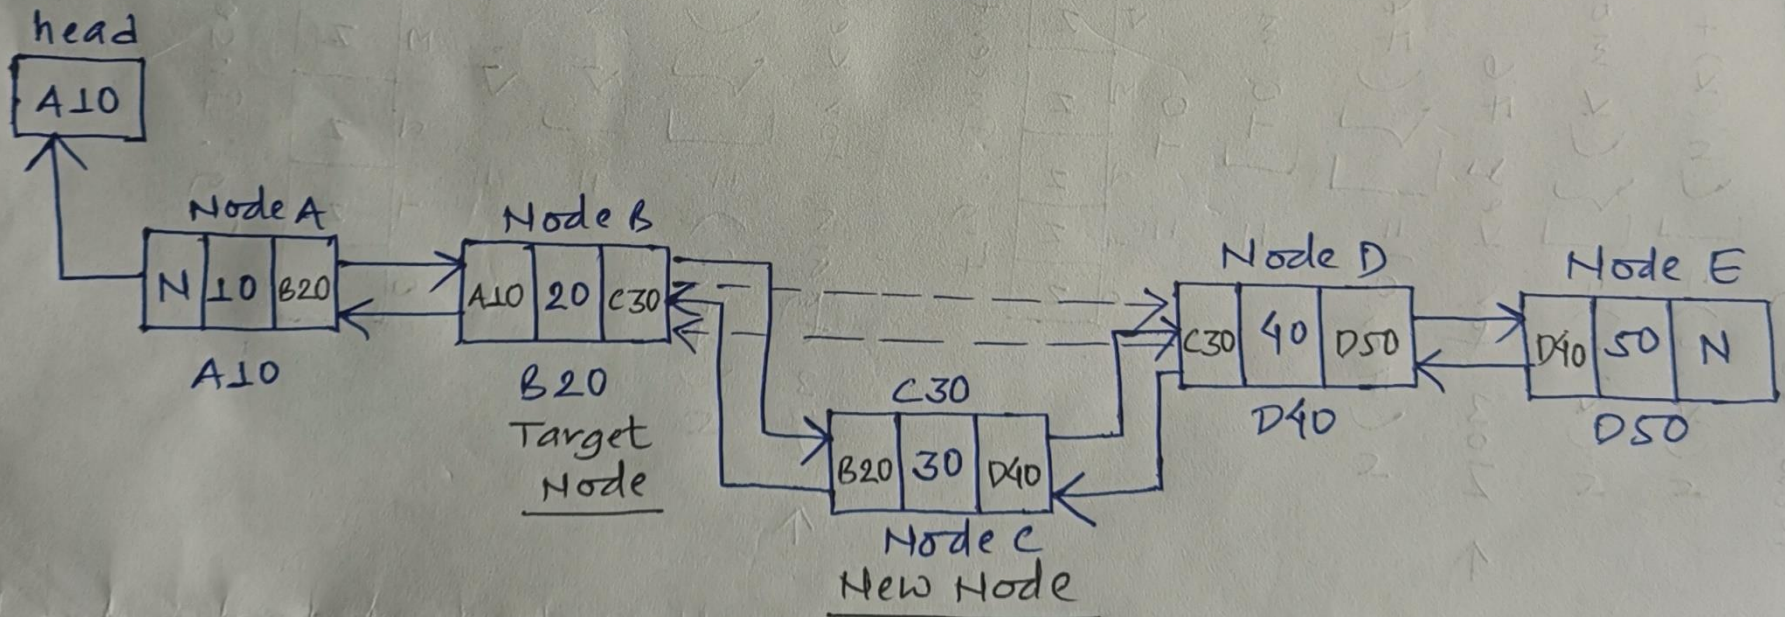 head
A10
Node A
N 10 B20
A10
Node B
A10 20 C30
B20
Target
Node
C30
B20 30 D40
Node C
New Node
Node D
C30 40 D50
D40
Node E
D40 50 N
D50